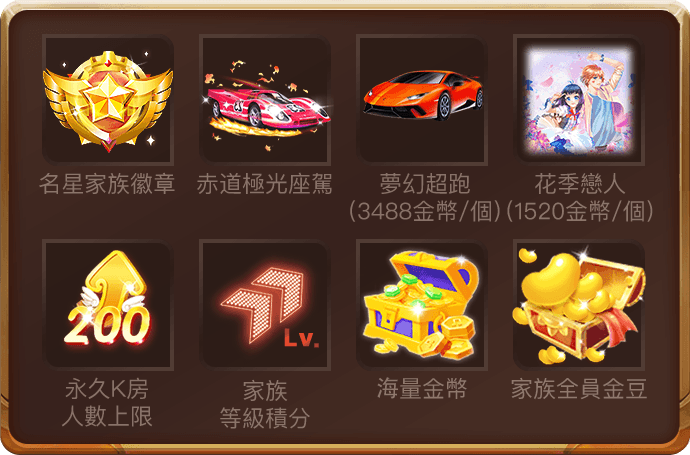 名星家族徽章
赤道極光座駕
夢幻超跑
(3488金幣/個)
花季戀人
(1520金幣/個)
200
永久K房
人數上限
Lv.
家族
等級積分
海量金幣
家族全員金豆